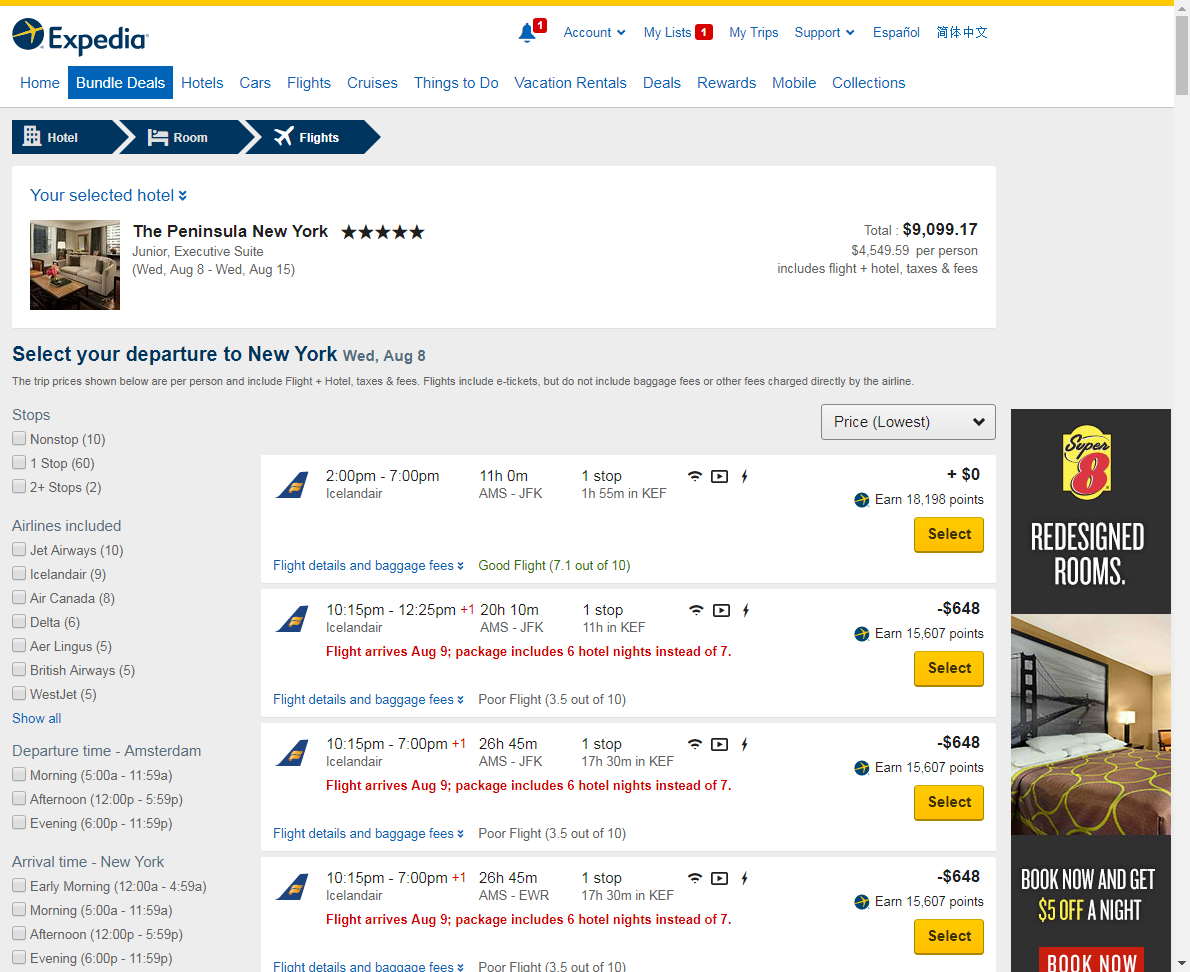 Expedia
1
Account
My Lists 1
My Trips
Support
Español
简体中文
Home
Bundle Deals
Hotels
Cars
Flights
Cruises
Things to Do
Vacation Rentals
Deals
Rewards
Mobile
Collections
Hotel
Room
Flights
Your selected hotel
The Peninsula New York
Junior, Executive Suite
(Wed, Aug 8 - Wed, Aug 15)
Total : $9,099.17
$4,549.59 per person
includes flight + hotel, taxes & fees
Select your departure to New York Wed, Aug 8
The trip prices shown below are per person and include Flight + Hotel, taxes & fees. Flights include e-tickets, but do not include baggage fees or other fees charged directly by the airline.
Stops
Nonstop (10)
1 Stop (60)
2+ Stops (2)
Airlines included
Jet Airways (10)
Icelandair (9)
Air Canada (8)
Delta (6)
Aer Lingus (5)
British Airways (5)
WestJet (5)
Show all
Departure time - Amsterdam
Morning (5:00a - 11:59a)
Afternoon (12:00p - 5:59p)
Evening (6:00p - 11:59p)
Arrival time - New York
Early Morning (12:00a - 4:59a)
Morning (5:00a - 11:59a)
Afternoon (12:00p - 5:59p)
Evening (6:00p - 11:59p)
Price (Lowest)
2:00pm - 7:00pm 11h 0m 1 stop + $0
Icelandair AMS - JFK 1h 55m in KEF
Earn 18,198 points
Select
Flight details and baggage fees Good Flight (7.1 out of 10)
10:15pm - 12:25pm +1 20h 10m 1 stop -$648
Icelandair AMS - JFK 11h in KEF
Earn 15,607 points
Flight arrives Aug 9; package includes 6 hotel nights instead of 7.
Select
Flight details and baggage fees Poor Flight (3.5 out of 10)
10:15pm - 7:00pm +1 26h 45m 1 stop -$648
Icelandair AMS - JFK 17h 30m in KEF
Earn 15,607 points
Flight arrives Aug 9; package includes 6 hotel nights instead of 7.
Select
Flight details and baggage fees Poor Flight (3.5 out of 10)
10:15pm - 7:00pm +1 26h 45m 1 stop -$648
Icelandair AMS - EWR 17h 30m in KEF
Earn 15,607 points
Flight arrives Aug 9; package includes 6 hotel nights instead of 7.
Select
Flight details and baggage fees Poor Flight (3.5 out of 10)
Super
8
REDESIGNED
ROOMS.
BOOK NOW AND GET
$5 OFF A NIGHT
BOOK NOW